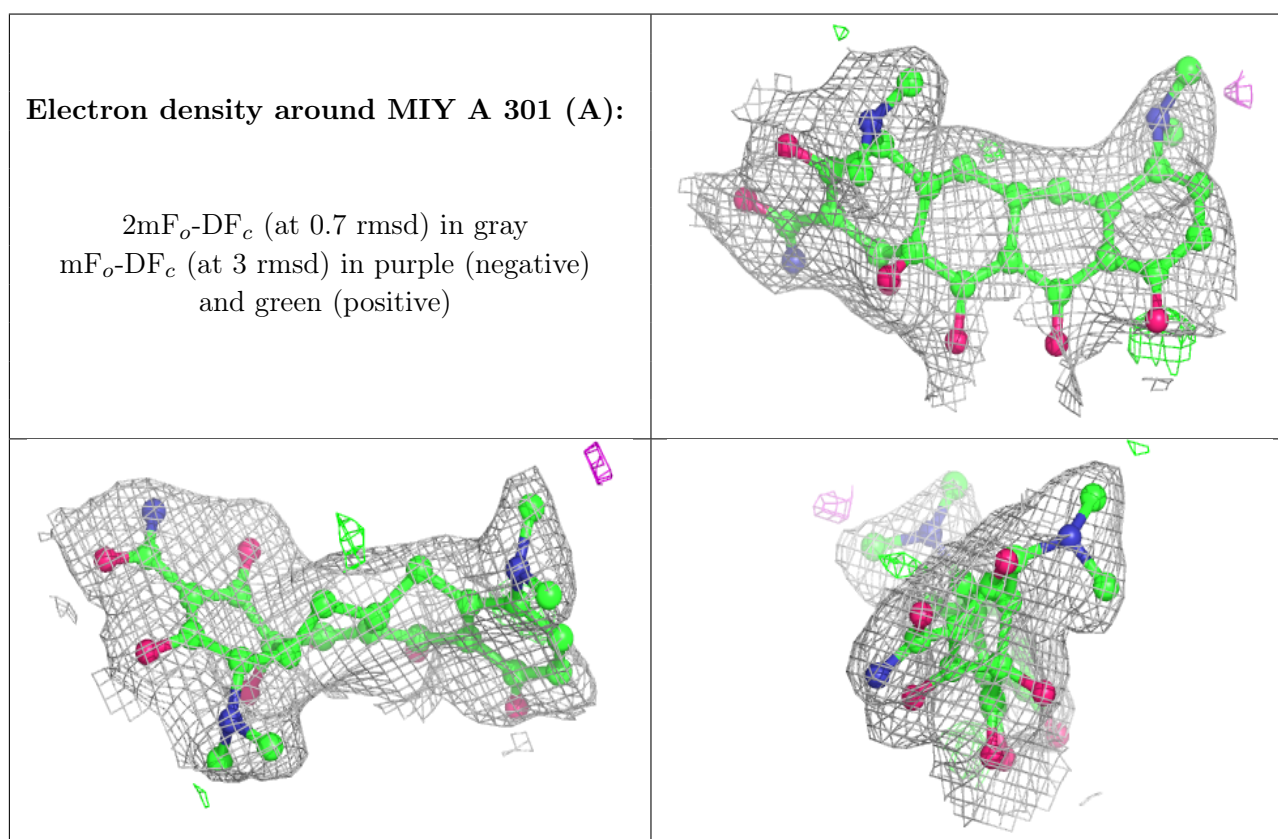 Electron density around MIY A 301 (A):
2mFo-DFc (at 0.7 rmsd) in gray
mFo-DFc (at 3 rmsd) in purple (negative)
and green (positive)